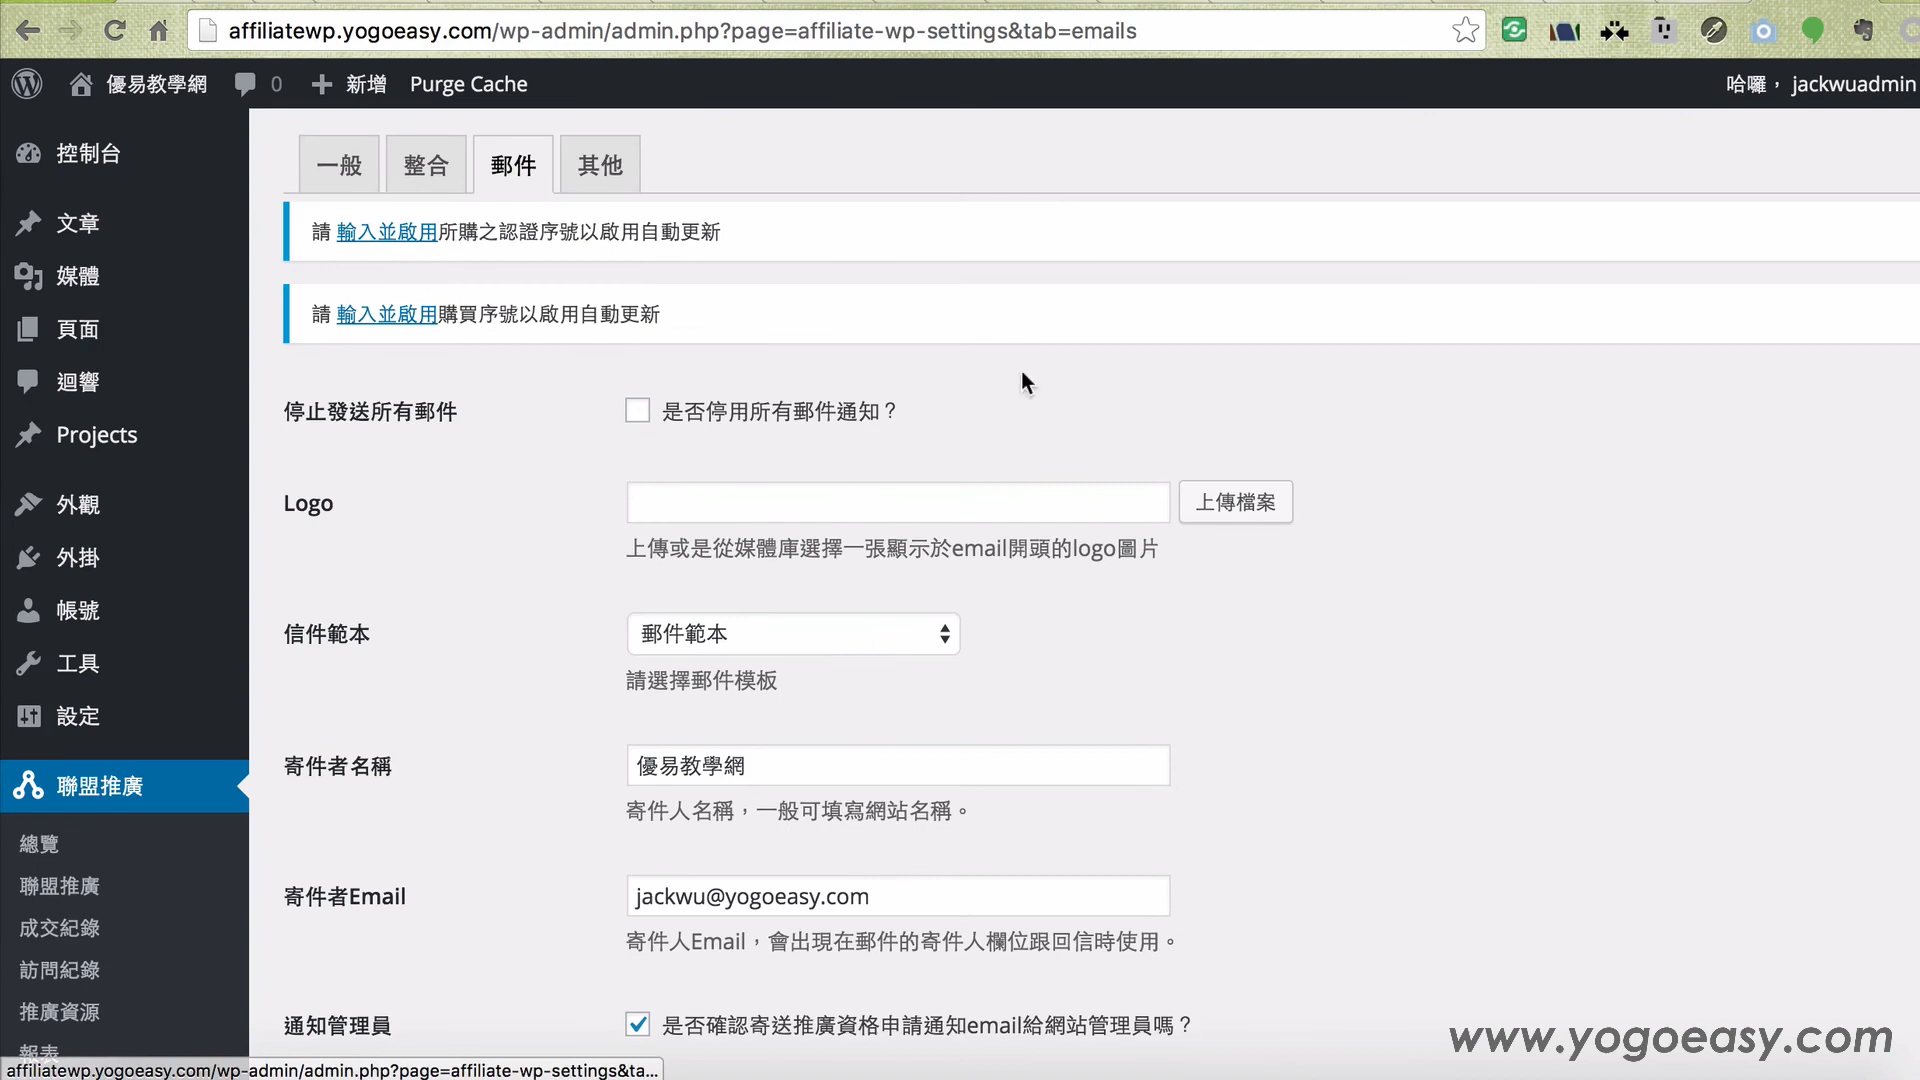 affiliatewp.yogoeasy.com/wp-admin/admin.php?page=affiliate-wp-settings&tab=emails
優易教學網 0 新增 Purge Cache 哈囉，jackwuadmin
控制台
文章
媒體
頁面
迴響
Projects
外觀
外掛
帳號
工具
設定
聯盟推廣
總覽
聯盟推廣
成交紀錄
訪問紀錄
推廣資源
報表
一般 整合 郵件 其他
請 輸入並啟用所購之認證序號以啟用自動更新
請 輸入並啟用購買序號以啟用自動更新
停止發送所有郵件 是否停用所有郵件通知？
Logo 上傳檔案
上傳或是從媒體庫選擇一張顯示於email開頭的logo圖片
信件範本 郵件範本
請選擇郵件模板
寄件者名稱 優易教學網
寄件人名稱，一般可填寫網站名稱。
寄件者Email jackwu@yogoeasy.com
寄件人Email，會出現在郵件的寄件人欄位跟回信時使用。
通知管理員 是否確認寄送推廣資格申請通知email給網站管理員嗎？
www.yogoeasy.com
affiliatewp.yogoeasy.com/wp-admin/admin.php?page=affiliate-wp-settings&ta...